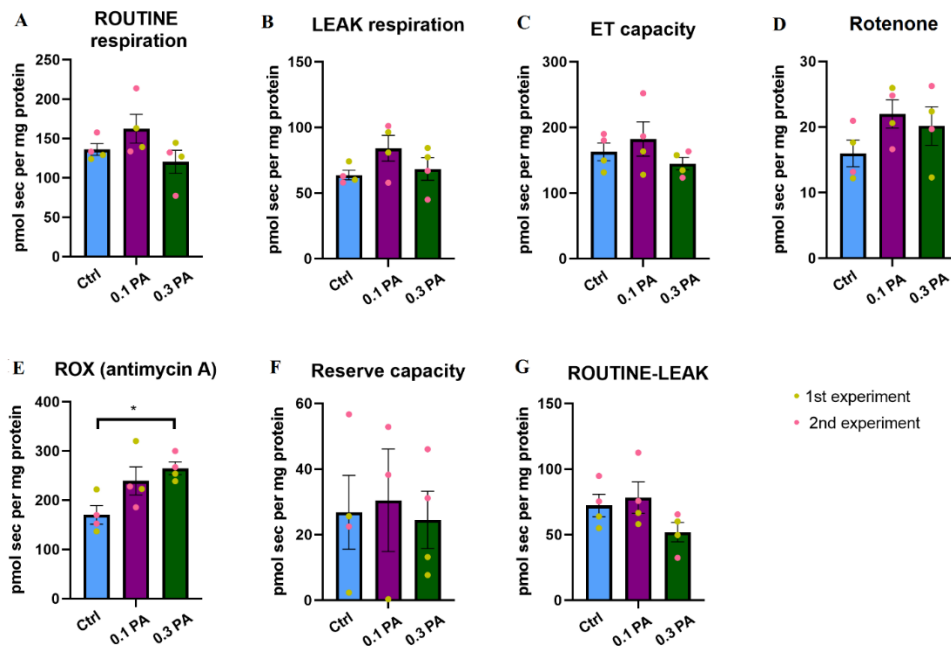 A
ROUTINE
respiration
pmol sec per mg protein
250
200
150
100
50
0
Ctrl
0.1 PA
0.3 PA
B
LEAK respiration
pmol sec per mg protein
150
100
50
0
Ctrl
0.1 PA
0.3 PA
C
ET capacity
pmol sec per mg protein
300
200
100
0
Ctrl
0.1 PA
0.3 PA
D
Rotenone
pmol sec per mg protein
30
20
10
0
Ctrl
0.1 PA
0.3 PA
E
ROX (antimycin A)
pmol sec per mg protein
400
300
200
100
0
*
Ctrl
0.1 PA
0.3 PA
F
Reserve capacity
pmol sec per mg protein
60
40
20
0
Ctrl
0.1 PA
0.3 PA
G
ROUTINE-LEAK
pmol sec per mg protein
150
100
50
0
Ctrl
0.1 PA
0.3 PA
1st experiment
2nd experiment